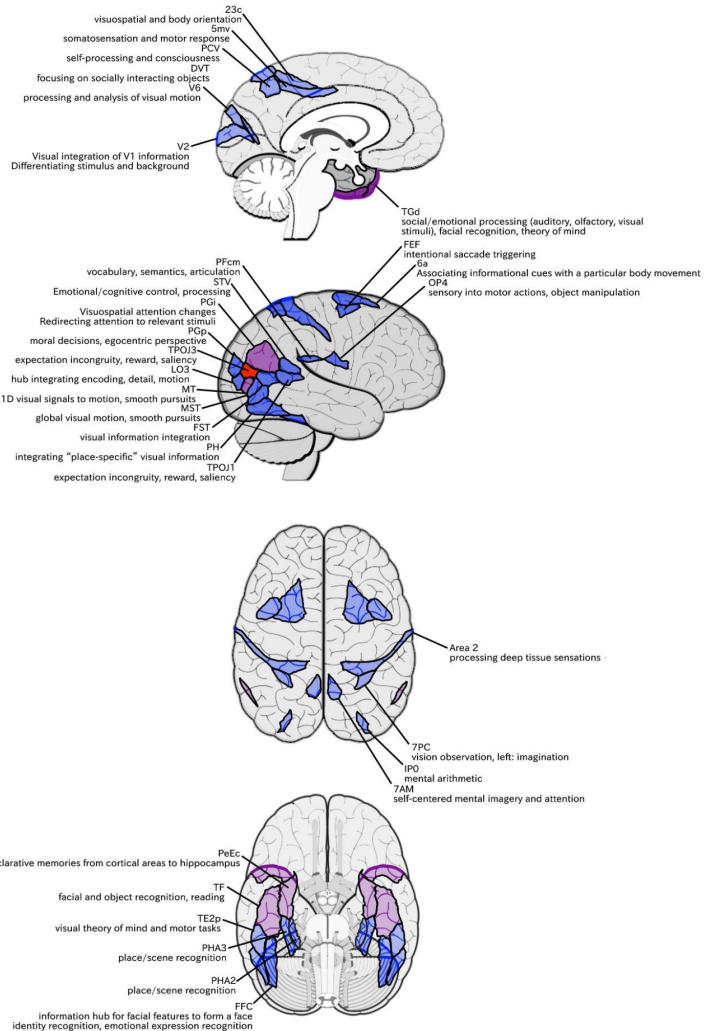 23c
visuospatial and body orientation
5mv
somatosensation and motor response
PCV
self-processing and consciousness
DVT
focusing on socially interacting objects
V6
processing and analysis of visual motion
V2
Visual integration of V1 information
Differentiating stimulus and background
TGd
social/emotional processing (auditory, olfactory, visual
stimuli), facial recognition, theory of mind
FEF
intentional saccade triggering
6a
Associating informational cues with a particular body movement
OP4
sensory into motor actions, object manipulation
PFcm
vocabulary, semantics, articulation
STV
Emotional/cognitive control, processing
PGi
Visuospatial attention changes
Redirecting attention to relevant stimuli
PGp
moral decisions, egocentric perspective
TPOJ3
expectation incongruity, reward, saliency
LO3
hub integrating encoding, detail, motion
MT
1D visual signals to motion, smooth pursuits
MST
global visual motion, smooth pursuits
FST
visual information integration
PH
integrating “place-specific” visual information
TPOJ1
expectation incongruity, reward, saliency
Area 2
processing deep tissue sensations
7PC
vision observation, left: imagination
IP0
mental arithmetic
7AM
self-centered mental imagery and attention
PeEc
memories from cortical areas to hippocampus
TF
facial and object recognition, reading
TE2p
visual theory of mind and motor tasks
PHA3
place/scene recognition
PHA2
place/scene recognition
FFC
information hub for facial features to form a face
identity recognition, emotional expression recognition